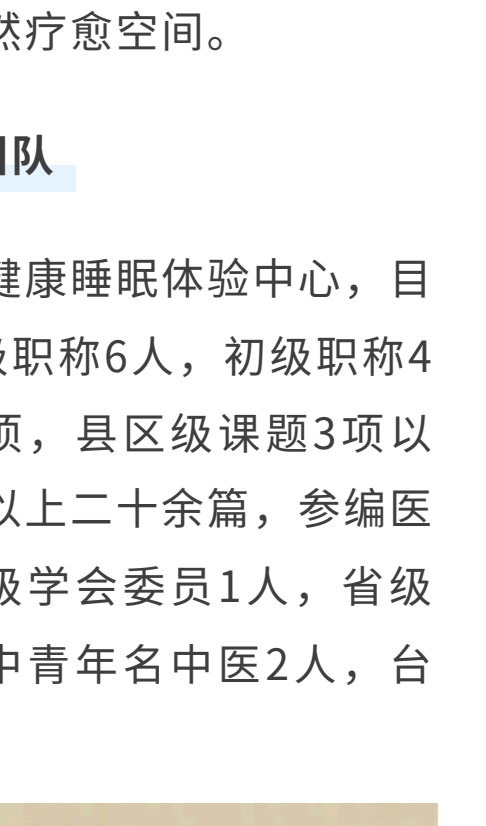 然疗愈空间。
团队
健康睡眠体验中心，目
级职称6人，初级职称4
项，县区级课题3项以
以上二十余篇，参编医
级学会委员1人，省级
中青年名中医2人，台